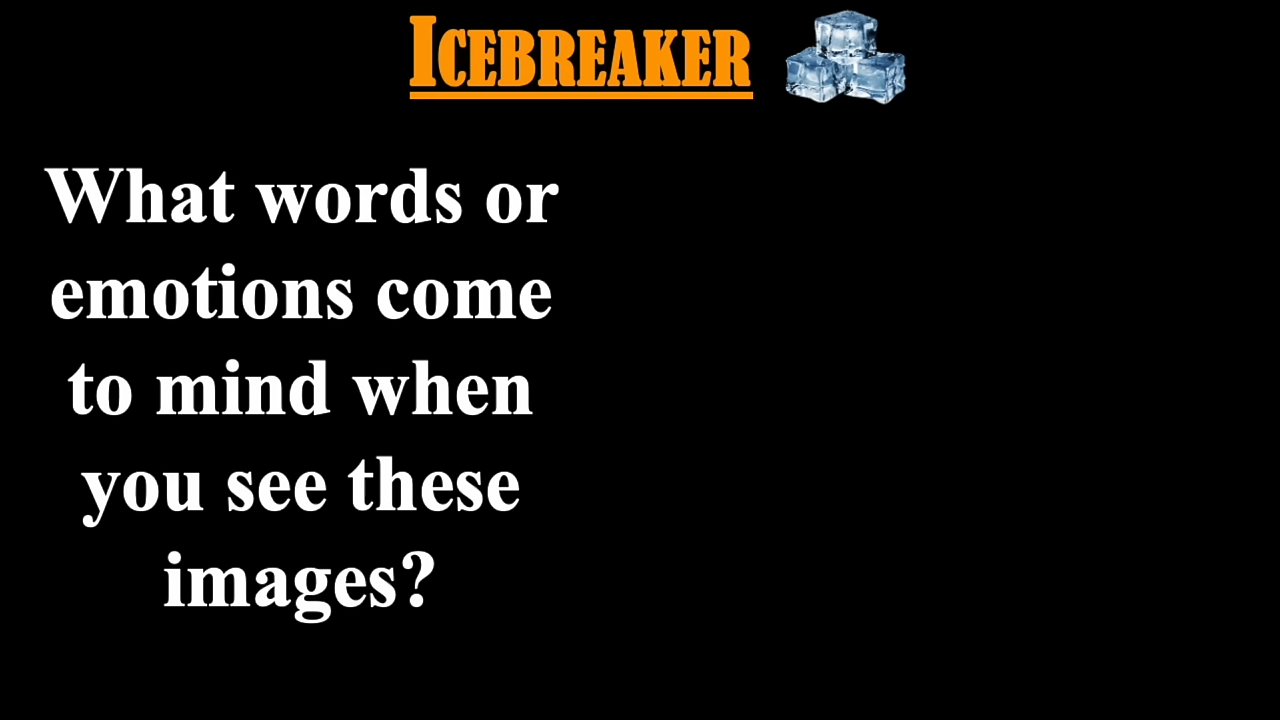 ICEBREAKER
What words or
emotions come
to mind when
you see these
images?